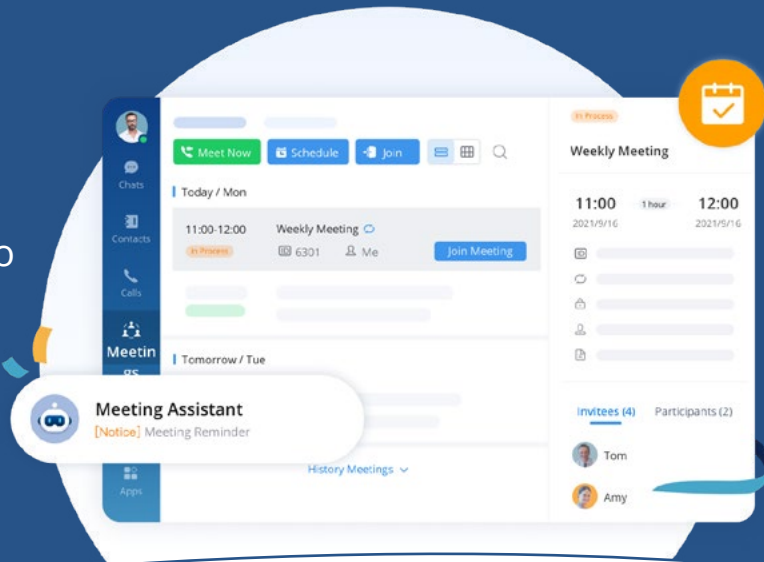 o
Chats
Contacts
Calls
Meetin
gs
Apps
Meet Now
Schedule
Join
Today / Mon
11:00-12:00
Weekly Meeting
In Process
6301
Me
Join Meeting
Tomorrow / Tue
Meeting Assistant
[Notice] Meeting Reminder
History Meetings
In Process
Weekly Meeting
11:00
1 hour
12:00
2021/9/16
2021/9/16
Invitees (4)
Participants (2)
Tom
Amy